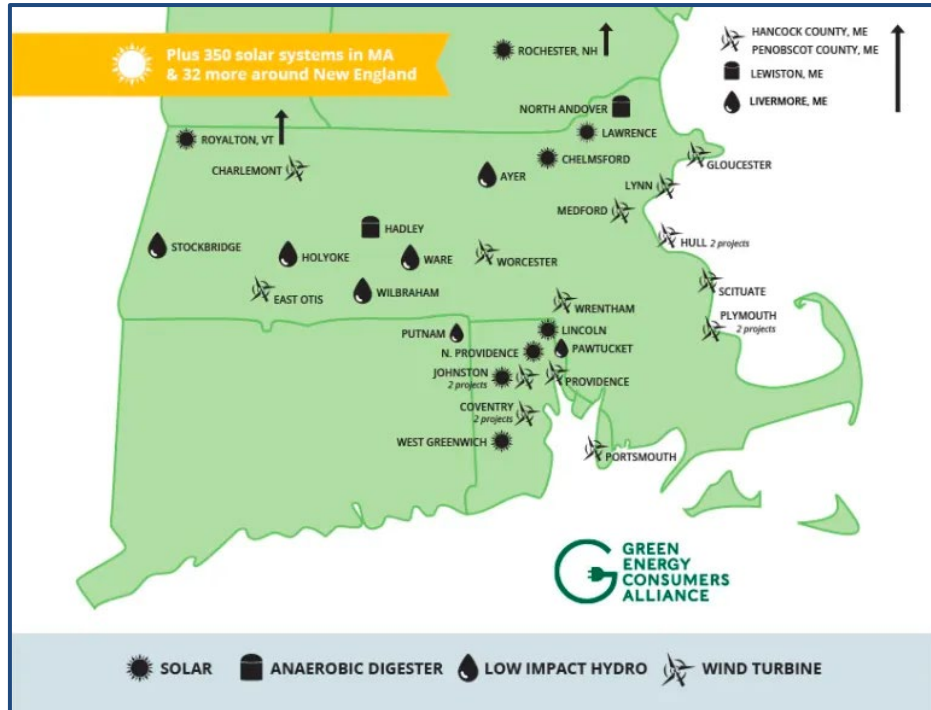 Plus 350 solar systems in MA
& 32 more around New England
ROCHESTER, NH
HANCOCK COUNTY, ME
PENOBSCOT COUNTY, ME
LEWISTON, ME
LIVERMORE, ME
NORTH ANDOVER
LAWRENCE
ROYALTON, VT
CHELMSFORD
GLOUCESTER
CHARLEMONT
AYER
LYNN
MEDFORD
HADLEY
STOCKBRIDGE
HOLYOKE
WARE
WORCESTER
HULL 2 projects
EAST OTIS
WILBRAHAM
SCITUATE
WRENTHAM
PLYMOUTH
2 projects
PUTNAM
LINCOLN
N. PROVIDENCE
PAWTUCKET
JOHNSTON
2 projects
PROVIDENCE
COVENTRY
2 projects
WEST GREENWICH
PORTSMOUTH
GREEN
ENERGY
CONSUMERS
ALLIANCE
SOLAR
ANAEROBIC DIGESTER
LOW IMPACT HYDRO
WIND TURBINE